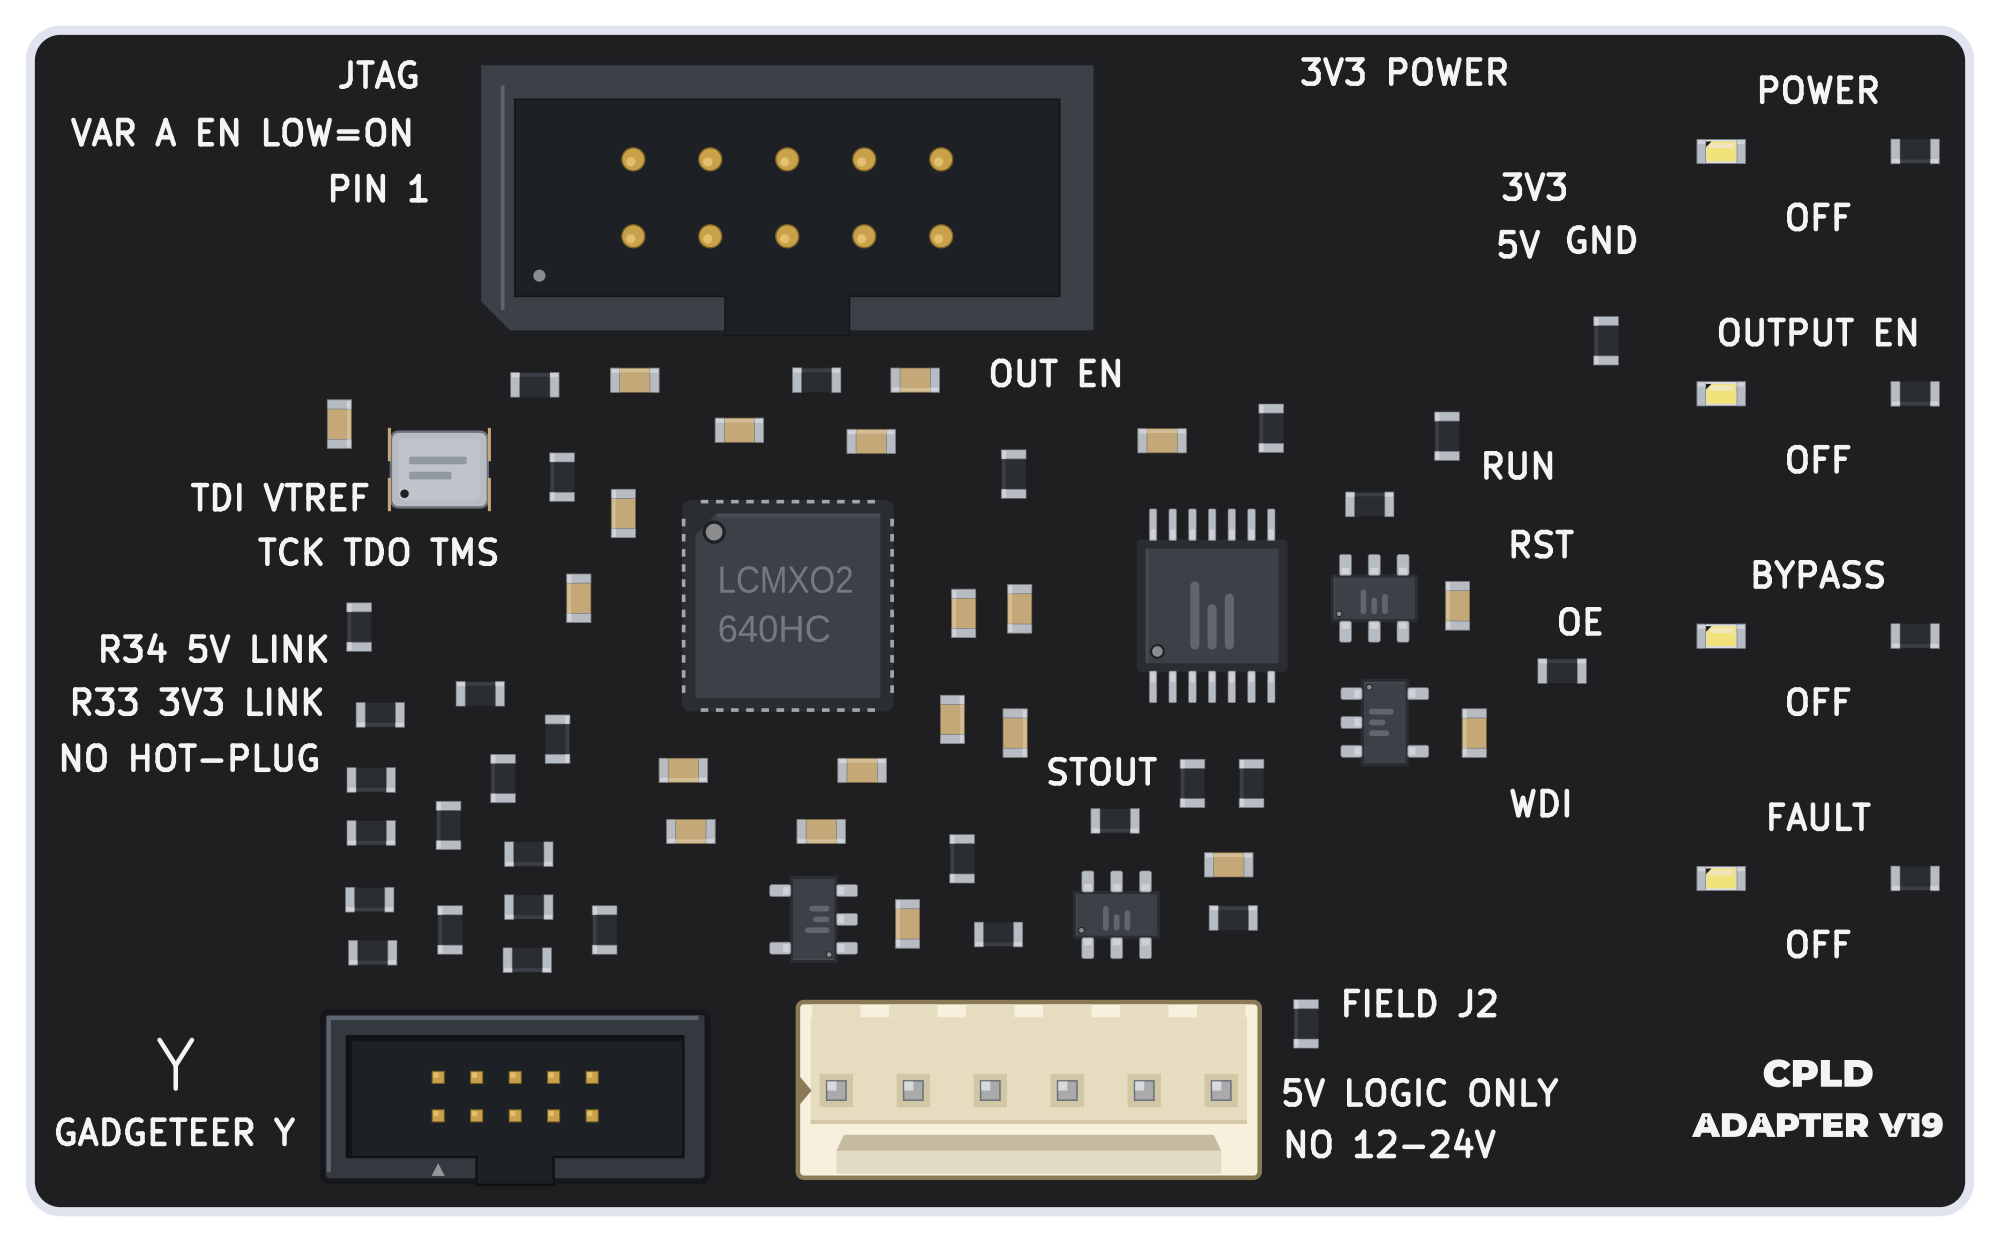 JTAG
VAR A EN LOW=ON
PIN 1
3V3 POWER
POWER
3V3
5V GND
OFF
OUTPUT EN
OUT EN
OFF
RUN
TDI VTREF
TCK TDO TMS
RST
BYPASS
LCMXO2
640HC
OE
R34 5V LINK
R33 3V3 LINK
NO HOT-PLUG
OFF
STOUT
WDI
FAULT
OFF
FIELD J2
Y
GADGETEER Y
5V LOGIC ONLY
NO 12-24V
CPLD
ADAPTER V19